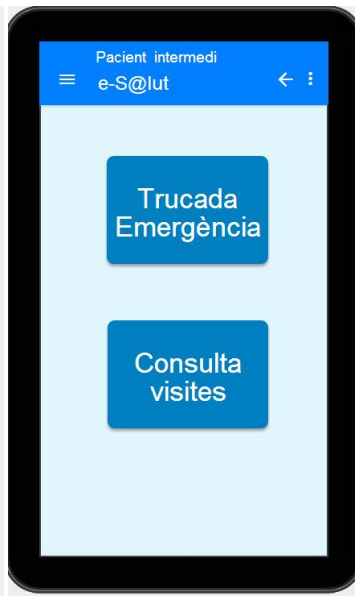 Pacient intermedi
e-S@lut
Trucada
Emergència
Consulta
visites